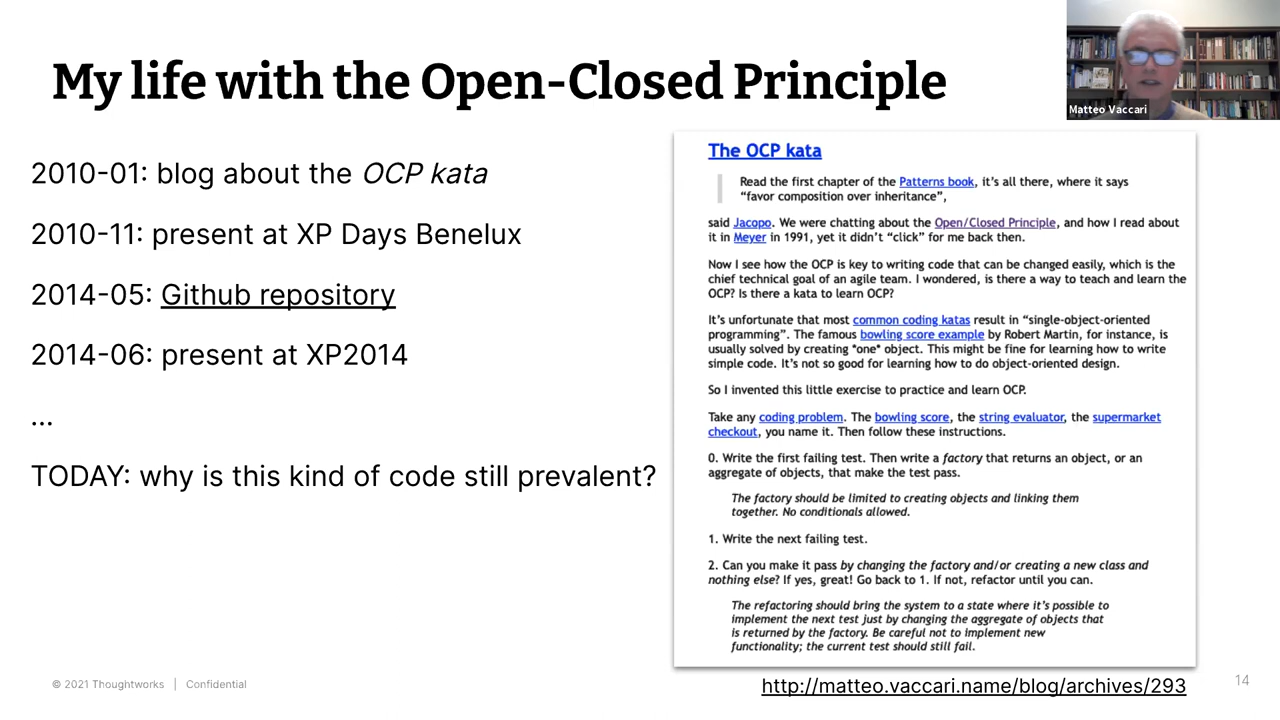 My life with the Open-Closed Principle
Matteo Vaccari
2010-01: blog about the OCP kata
2010-11: present at XP Days Benelux
2014-05: Github repository
2014-06: present at XP2014
...
TODAY: why is this kind of code still prevalent?
The OCP kata
Read the first chapter of the Patterns book, it's all there, where it says
"favor composition over inheritance",
said Jacopo. We were chatting about the Open/Closed Principle, and how I read about
it in Meyer in 1991, yet it didn't "click" for me back then.
Now I see how the OCP is key to writing code that can be changed easily, which is the
chief technical goal of an agile team. I wondered, is there a way to teach and learn the
OCP? Is there a kata to learn OCP?
It's unfortunate that most common coding katas result in "single-object-oriented
programming". The famous bowling score example by Robert Martin, for instance, is
usually solved by creating *one* object. This might be fine for learning how to write
simple code. It's not so good for learning how to do object-oriented design.
So I invented this little exercise to practice and learn OCP.
Take any coding problem. The bowling score, the string evaluator, the supermarket
checkout, you name it. Then follow these instructions.
0. Write the first failing test. Then write a factory that returns an object, or an
aggregate of objects, that make the test pass.
The factory should be limited to creating objects and linking them
together. No conditionals allowed.
1. Write the next failing test.
2. Can you make it pass by changing the factory and/or creating a new class and
nothing else? If yes, great! Go back to 1. If not, refactor until you can.
The refactoring should bring the system to a state where it's possible to
implement the next test just by changing the aggregate of objects that
is returned by the factory. Be careful not to implement new
functionality; the current test should still fail.
http://matteo.vaccari.name/blog/archives/293
© 2021 Thoughtworks | Confidential
14